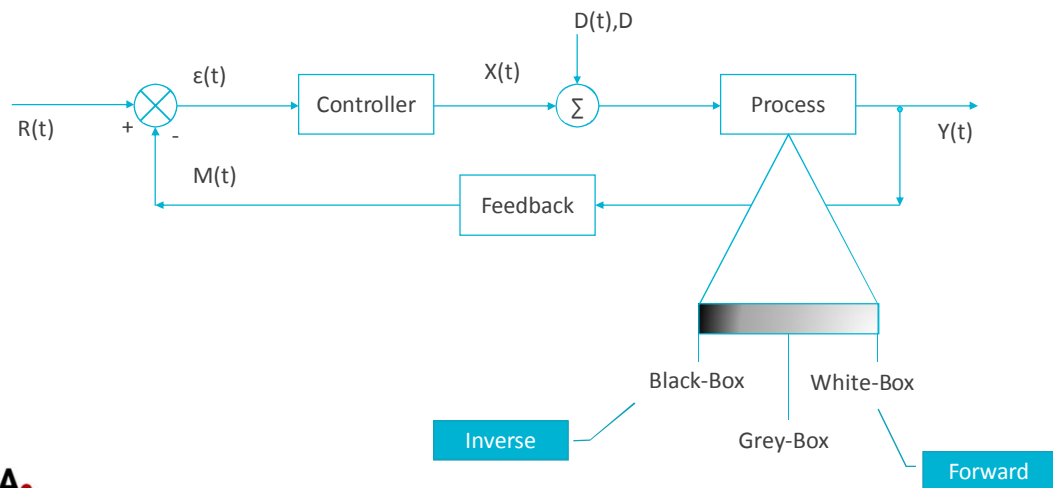 D(t),D
ε(t)
X(t)
Controller
Σ
Process
R(t)
+
-
Y(t)
M(t)
Feedback
Black-Box
White-Box
Inverse
Grey-Box
Forward
A.